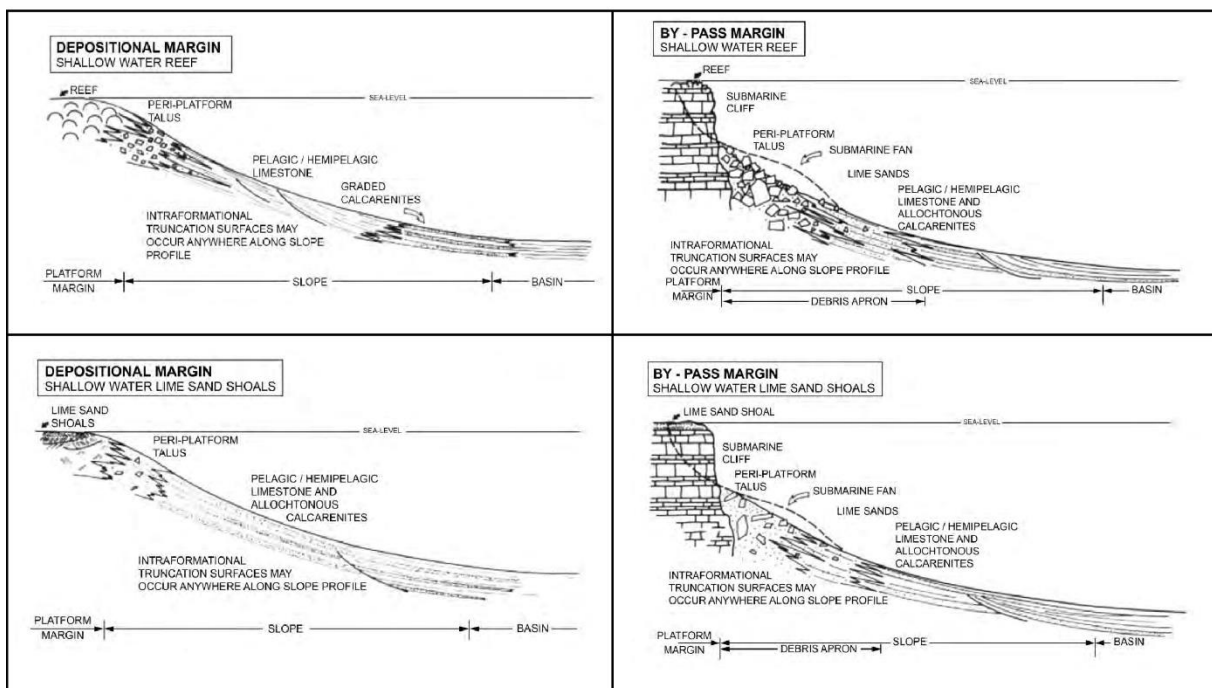 DEPOSITIONAL MARGIN
SHALLOW WATER REEF
REEF
SEA-LEVEL
PERI-PLATFORM
TALUS
PELAGIC / HEMIPELAGIC
LIMESTONE
GRADED
CALCARENITES
INTRAFORMATIONAL
TRUNCATION SURFACES MAY
OCCUR ANYWHERE ALONG SLOPE
PROFILE
PLATFORM
MARGIN
SLOPE
BASIN
BY - PASS MARGIN
SHALLOW WATER REEF
REEF
SEA-LEVEL
SUBMARINE
CLIFF
PERI-PLATFORM
TALUS
SUBMARINE FAN
LIME SANDS
PELAGIC / HEMIPELAGIC
LIMESTONE AND
ALLOCHTONOUS
CALCARENITES
INTRAFORMATIONAL
TRUNCATION SURFACES MAY
OCCUR ANYWHERE ALONG SLOPE PROFILE
PLATFORM
MARGIN
SLOPE
BASIN
DEBRIS APRON
DEPOSITIONAL MARGIN
SHALLOW WATER LIME SAND SHOALS
LIME SAND
SHOALS
SEA-LEVEL
PERI-PLATFORM
TALUS
PELAGIC / HEMIPELAGIC
LIMESTONE AND
ALLOCHTONOUS
CALCARENITES
INTRAFORMATIONAL
TRUNCATION SURFACES MAY
OCCUR ANYWHERE ALONG SLOPE PROFILE
PLATFORM
MARGIN
SLOPE
BASIN
BY - PASS MARGIN
SHALLOW WATER LIME SAND SHOALS
LIME SAND SHOAL
SEA-LEVEL
SUBMARINE
CLIFF
PERI-PLATFORM
TALUS
SUBMARINE FAN
LIME SANDS
PELAGIC / HEMIPELAGIC
LIMESTONE AND
ALLOCHTONOUS
CALCARENITES
INTRAFORMATIONAL
TRUNCATION SURFACES MAY
OCCUR ANYWHERE ALONG SLOPE PROFILE
PLATFORM
MARGIN
SLOPE
BASIN
DEBRIS APRON